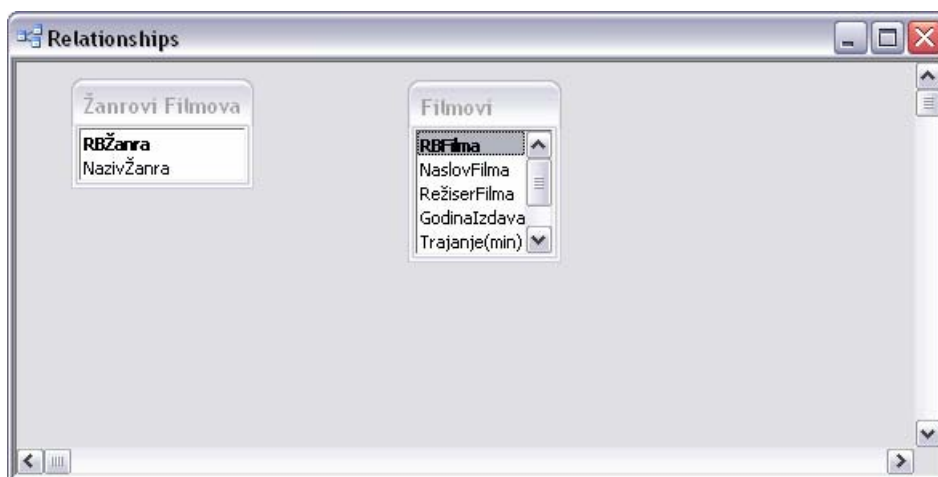 Relationships
Žanrovi Filmova
RBŽanra
NazivŽanra
Filmovi
RBFilma
NaslovFilma
RežiserFilma
GodinaIzdava
Trajanje(min)